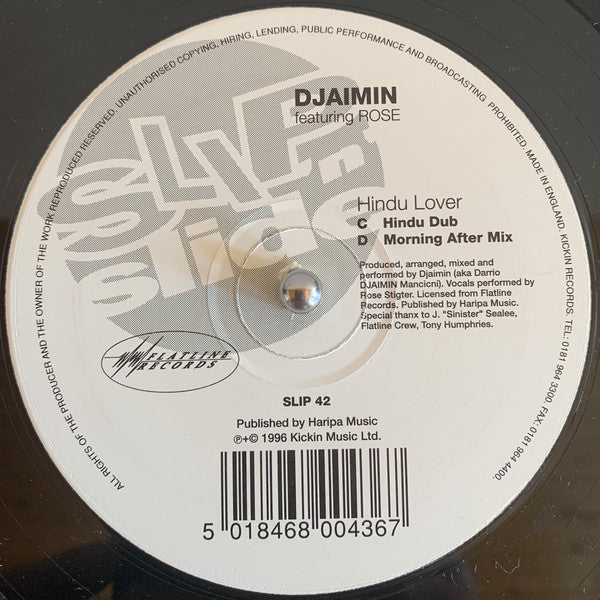 ALL RIGHTS OF THE PRODUCER AND THE OWNER OF THE WORK REPRODUCED RESERVED. UNAUTHORISED COPYING, HIRING, LENDING, PUBLIC PERFORMANCE AND BROADCASTING PROHIBITED. MADE IN ENGLAND. KICKIN RECORDS. TEL: 0181 964 3300. FAX: 0181 964 4400.
SLIP
n
slide
DJAIMIN
featuring ROSE
Hindu Lover
C Hindu Dub
D Morning After Mix
Produced, arranged, mixed and
performed by Djaimin (aka Darrio
DJAIMIN Mancicni). Vocals performed by
Rose Stigter. Licensed from Flatline
Records. Published by Haripa Music.
Special thanx to J. "Sinister" Sealee,
Flatline Crew, Tony Humphries.
FLATLINE
RECORDS
SLIP 42
Published by Haripa Music
℗+© 1996 Kickin Music Ltd.
5 018468 004367